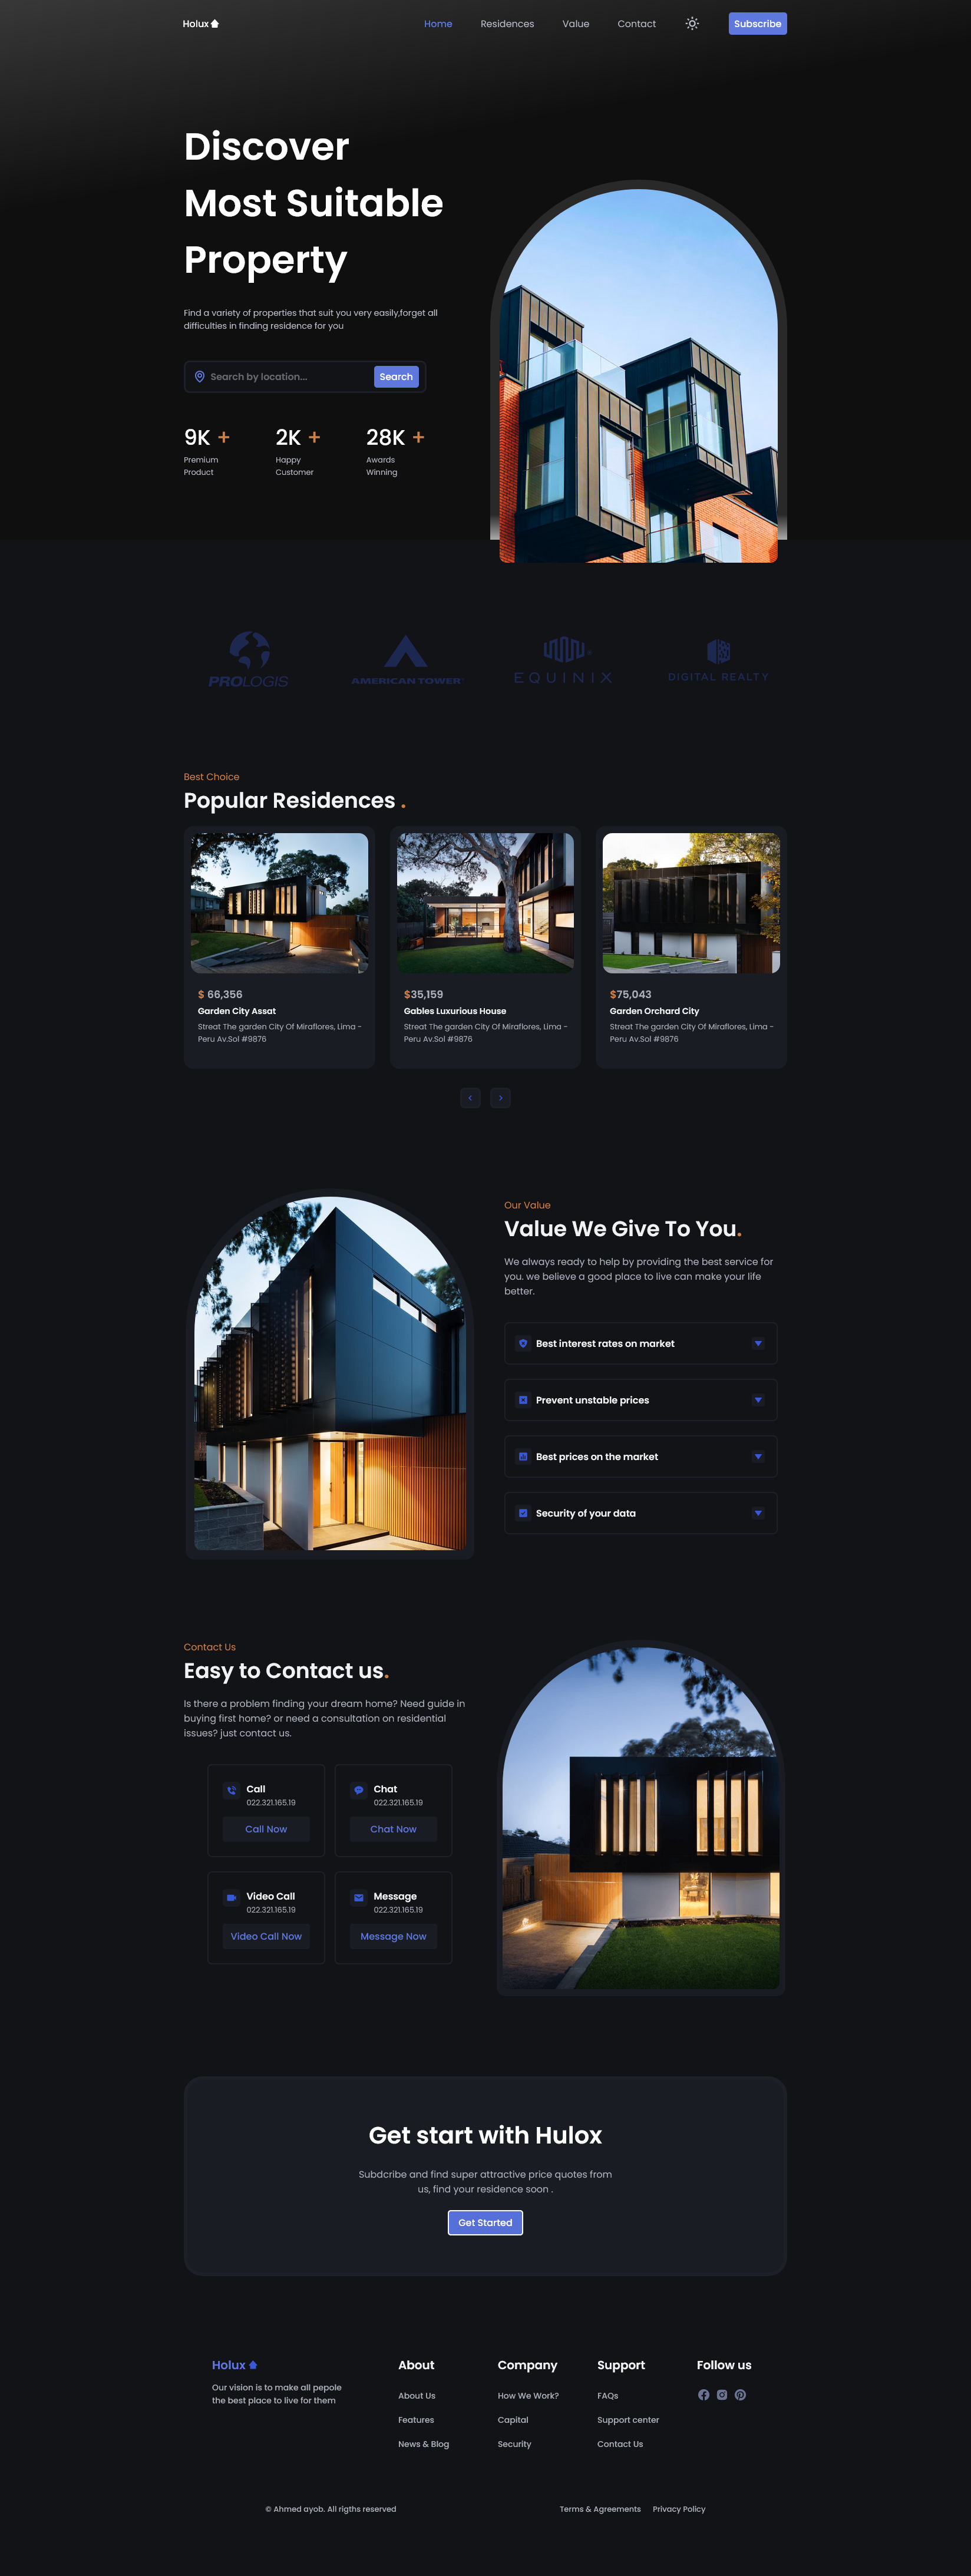 Holux
Home
Residences
Value
Contact
Subscribe
Discover
Most Suitable
Property
Find a variety of properties that suit you very easily,forget all
difficulties in finding residence for you
Search by location...
Search
9K +
2K +
28K +
Premium
Product
Happy
Customer
Awards
Winning
PROLOGIS
AMERICAN TOWER
EQUINIX
DIGITAL REALTY
Best Choice
Popular Residences .
$ 66,356
Garden City Assat
Streat The garden City Of Miraflores, Lima -
Peru Av.Sol #9876
$35,159
Gables Luxurious House
Streat The garden City Of Miraflores, Lima -
Peru Av.Sol #9876
$75,043
Garden Orchard City
Streat The garden City Of Miraflores, Lima -
Peru Av.Sol #9876
Our Value
Value We Give To You.
We always ready to help by providing the best service for
you. we believe a good place to live can make your life
better.
Best interest rates on market
Prevent unstable prices
Best prices on the market
Security of your data
Contact Us
Easy to Contact us.
Is there a problem finding your dream home? Need guide in
buying first home? or need a consultation on residential
issues? just contact us.
Call
022.321.165.19
Call Now
Chat
022.321.165.19
Chat Now
Video Call
022.321.165.19
Video Call Now
Message
022.321.165.19
Message Now
Get start with Hulox
Subdcribe and find super attractive price quotes from
us, find your residence soon .
Get Started
Holux
Our vision is to make all pepole
the best place to live for them
About
About Us
Features
News & Blog
Company
How We Work?
Capital
Security
Support
FAQs
Support center
Contact Us
Follow us
© Ahmed ayob. All rigths reserved
Terms & Agreements
Privacy Policy